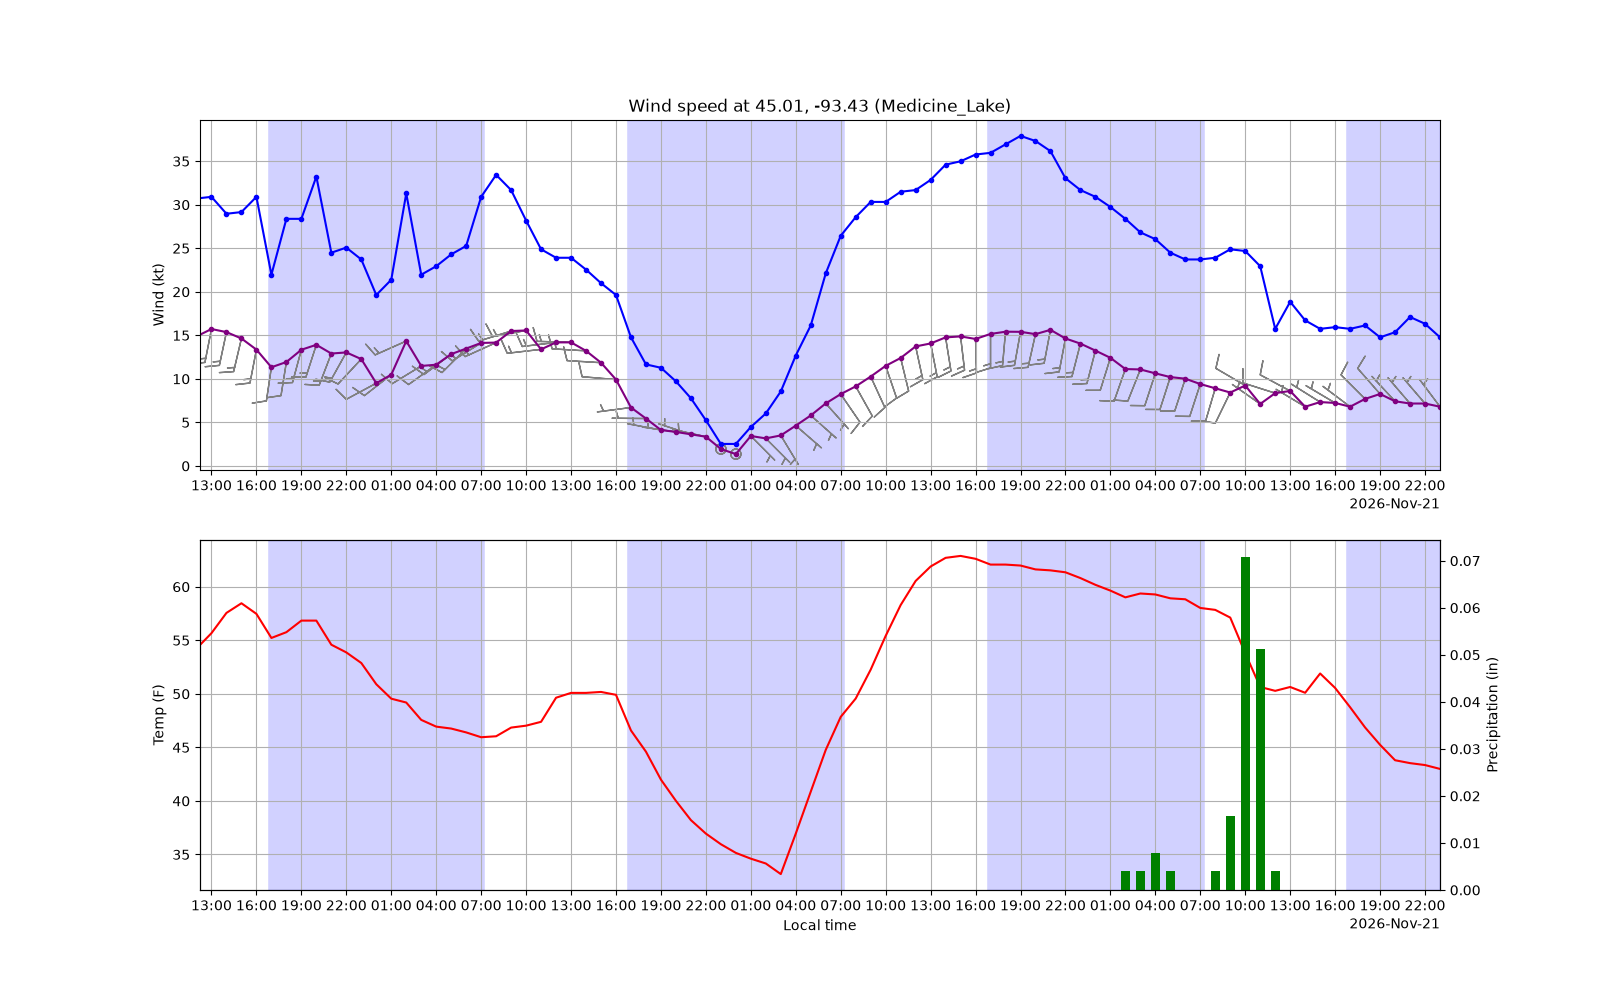 Wind speed at 45.01, -93.43 (Medicine_Lake)
Wind (kt)
35
30
25
20
15
10
5
0
13:00 16:00 19:00 22:00 01:00 04:00 07:00 10:00 13:00 16:00 19:00 22:00 01:00 04:00 07:00 10:00 13:00 16:00 19:00 22:00 01:00 04:00 07:00 10:00 13:00 16:00 19:00 22:00
2026-Nov-21
Temp (F)
60
55
50
45
40
35
Precipitation (in)
0.07
0.06
0.05
0.04
0.03
0.02
0.01
0.00
13:00 16:00 19:00 22:00 01:00 04:00 07:00 10:00 13:00 16:00 19:00 22:00 01:00 04:00 07:00 10:00 13:00 16:00 19:00 22:00 01:00 04:00 07:00 10:00 13:00 16:00 19:00 22:00
Local time
2026-Nov-21